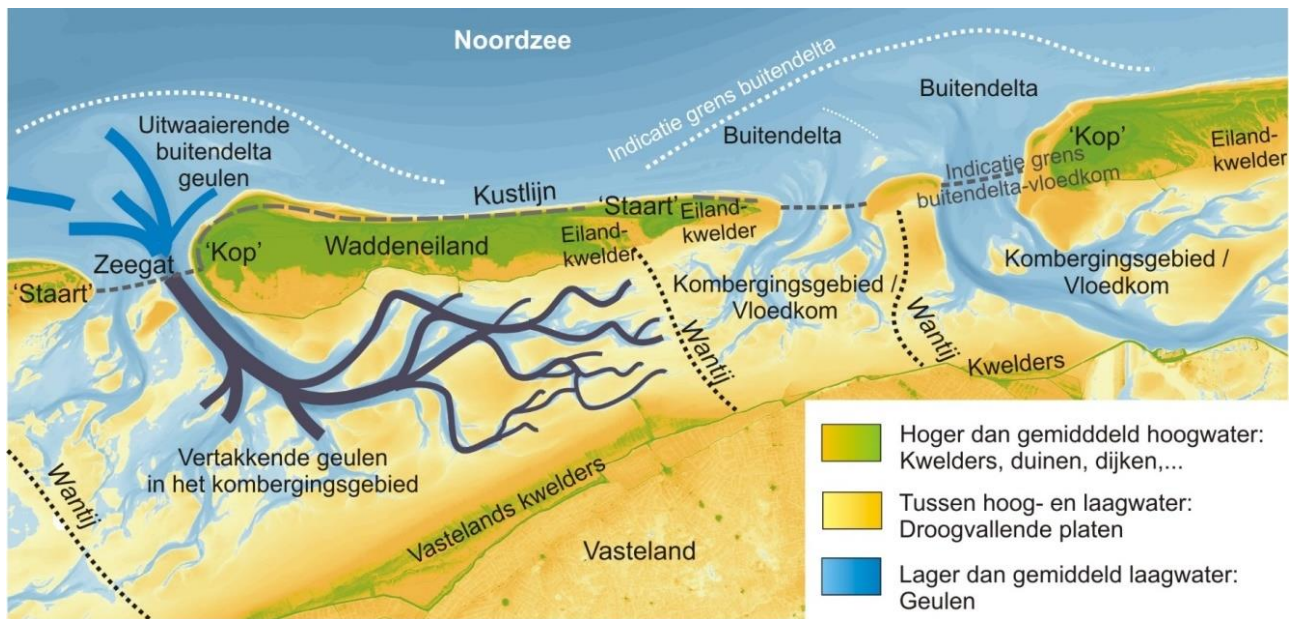 Noordzee
Uitwaaierende
buitendelta
geulen
Indicatie grens buitendelta
Buitendelta
Buitendelta
'Kop'
Eiland-
kwelder
Indicatie grens
buitendelta-vloedkom
Kustlijn
'Staart'
Eiland-
kwelder
Eiland-
kwelder
Zeegat
'Kop'
Waddeneiland
'Staart'
Kombergingsgebied /
Vloedkom
Kombergingsgebied /
Vloedkom
Wantij
Wantij
Kwelders
Vertakkende geulen
in het kombergingsgebied
Wantij
Vastelands kwelders
Vasteland
Hoger dan gemidddeld hoogwater:
Kwelders, duinen, dijken,...
Tussen hoog- en laagwater:
Droogvallende platen
Lager dan gemiddeld laagwater:
Geulen